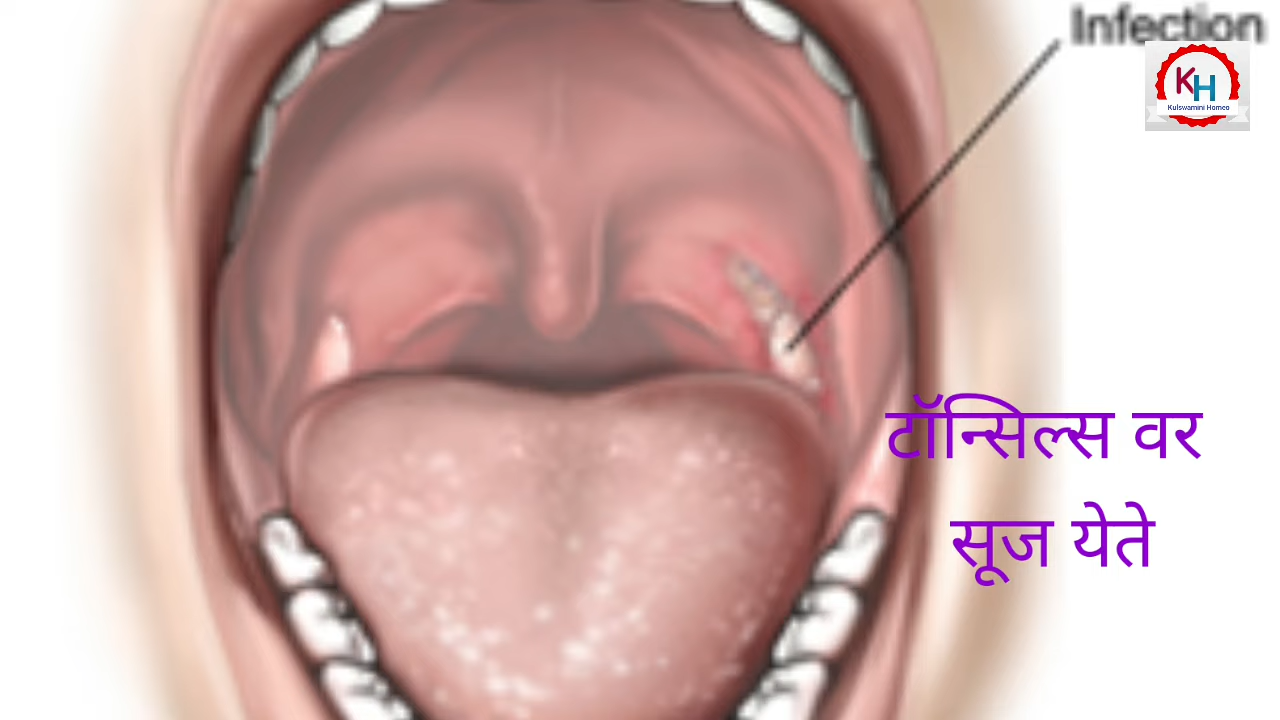 Infection
KH
Kulswamini Homeo
टॉन्सिल्स वर
सूज येते